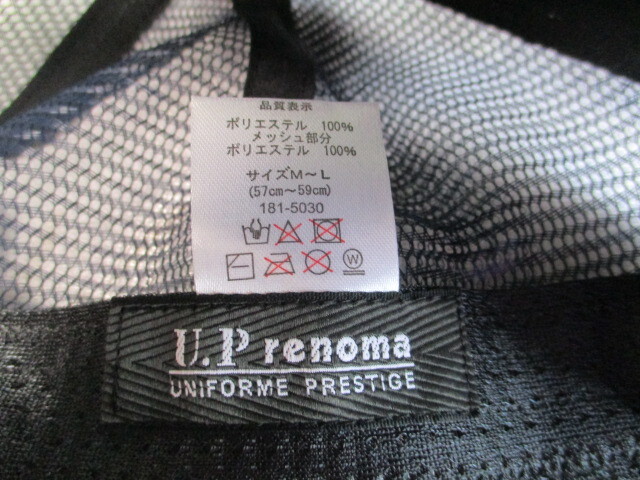 品質表示
ポリエステル 100%
メッシュ部分
ポリエステル 100%
サイズM～L
(57cm～59cm)
181-5030
W
U.P renoma
UNIFORME PRESTIGE